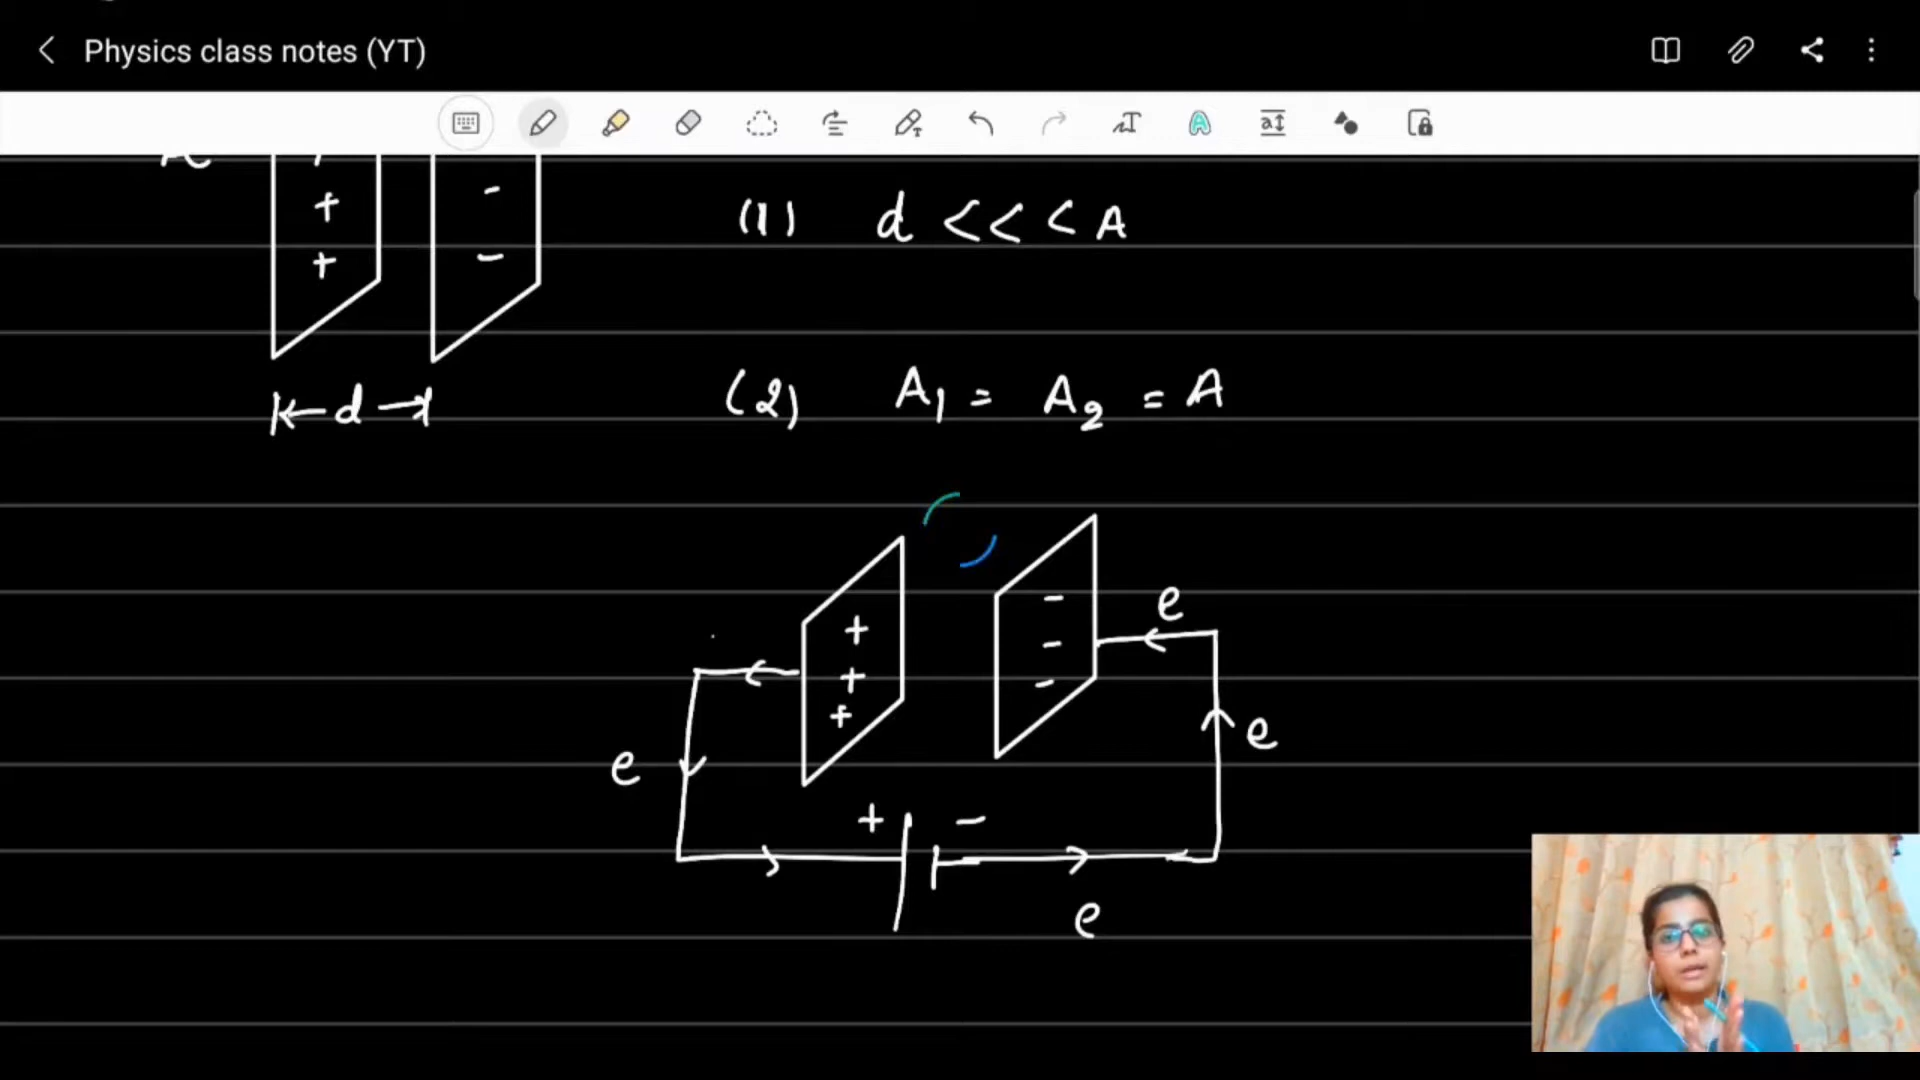 Physics class notes (YT)
+
+
-
-
(1) d <<< A
d
(2) A₁ = A₂ = A
+
+
+
-
-
-
e
e
e
+ -
e